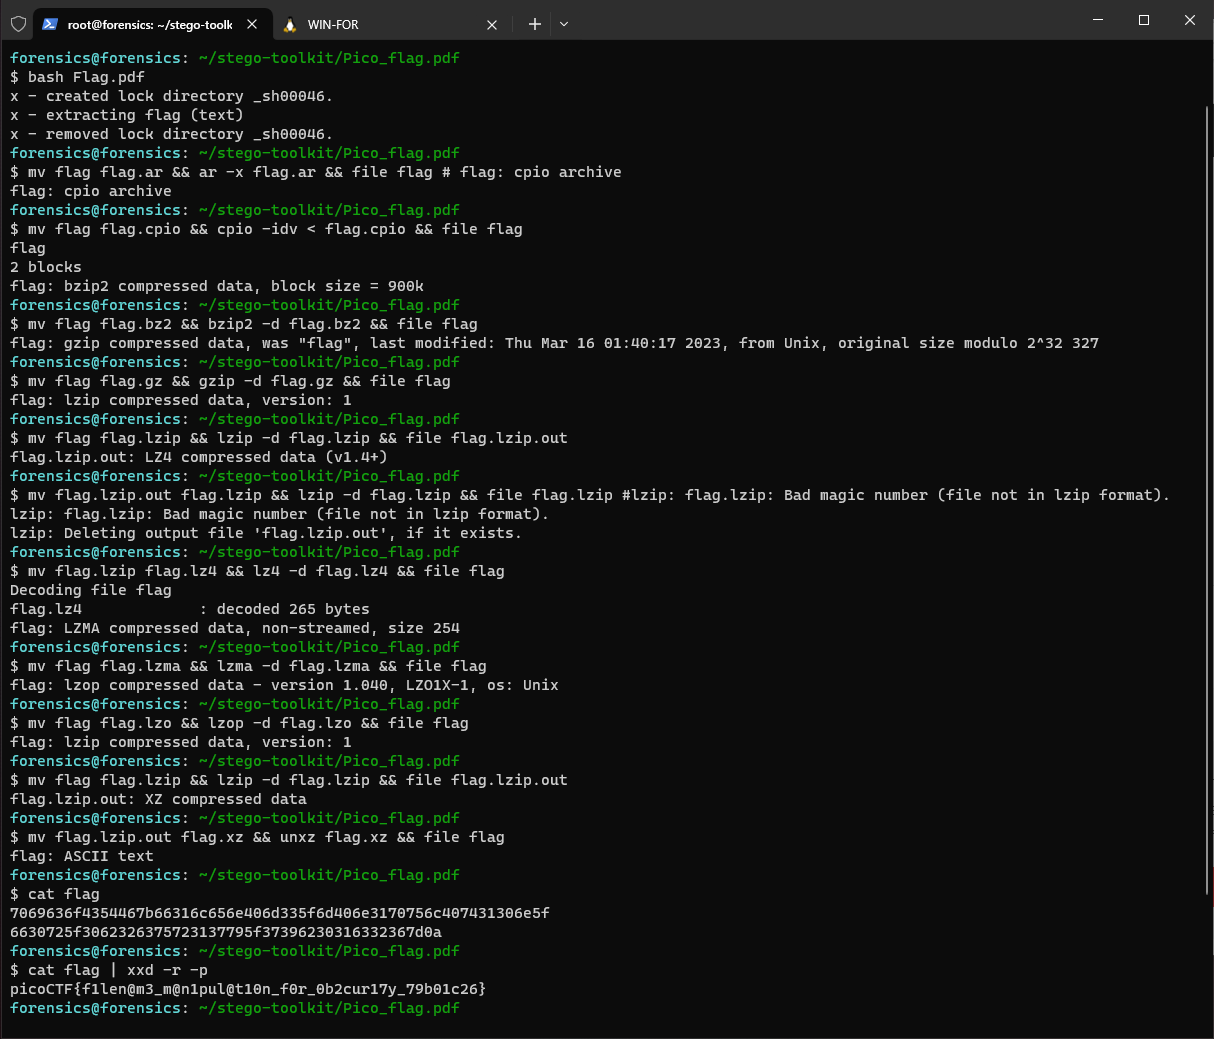 root@forensics: ~/stego-toolk
WIN-FOR
forensics@forensics: ~/stego-toolkit/Pico_flag.pdf
$ bash Flag.pdf
x - created lock directory _sh00046.
x - extracting flag (text)
x - removed lock directory _sh00046.
forensics@forensics: ~/stego-toolkit/Pico_flag.pdf
$ mv flag flag.ar && ar -x flag.ar && file flag # flag: cpio archive
flag: cpio archive
forensics@forensics: ~/stego-toolkit/Pico_flag.pdf
$ mv flag flag.cpio && cpio -idv < flag.cpio && file flag
flag
2 blocks
flag: bzip2 compressed data, block size = 900k
forensics@forensics: ~/stego-toolkit/Pico_flag.pdf
$ mv flag flag.bz2 && bzip2 -d flag.bz2 && file flag
flag: gzip compressed data, was "flag", last modified: Thu Mar 16 01:40:17 2023, from Unix, original size modulo 2^32 327
forensics@forensics: ~/stego-toolkit/Pico_flag.pdf
$ mv flag flag.gz && gzip -d flag.gz && file flag
flag: lzip compressed data, version: 1
forensics@forensics: ~/stego-toolkit/Pico_flag.pdf
$ mv flag flag.lzip && lzip -d flag.lzip && file flag.lzip.out
flag.lzip.out: LZ4 compressed data (v1.4+)
forensics@forensics: ~/stego-toolkit/Pico_flag.pdf
$ mv flag.lzip.out flag.lzip && lzip -d flag.lzip && file flag.lzip #lzip: flag.lzip: Bad magic number (file not in lzip format).
lzip: flag.lzip: Bad magic number (file not in lzip format).
lzip: Deleting output file 'flag.lzip.out', if it exists.
forensics@forensics: ~/stego-toolkit/Pico_flag.pdf
$ mv flag.lzip flag.lz4 && lz4 -d flag.lz4 && file flag
Decoding file flag
flag.lz4             : decoded 265 bytes
flag: LZMA compressed data, non-streamed, size 254
forensics@forensics: ~/stego-toolkit/Pico_flag.pdf
$ mv flag flag.lzma && lzma -d flag.lzma && file flag
flag: lzop compressed data - version 1.040, LZO1X-1, os: Unix
forensics@forensics: ~/stego-toolkit/Pico_flag.pdf
$ mv flag flag.lzo && lzop -d flag.lzo && file flag
flag: lzip compressed data, version: 1
forensics@forensics: ~/stego-toolkit/Pico_flag.pdf
$ mv flag flag.lzip && lzip -d flag.lzip && file flag.lzip.out
flag.lzip.out: XZ compressed data
forensics@forensics: ~/stego-toolkit/Pico_flag.pdf
$ mv flag.lzip.out flag.xz && unxz flag.xz && file flag
flag: ASCII text
forensics@forensics: ~/stego-toolkit/Pico_flag.pdf
$ cat flag
7069636f4354467b66316c656e406d335f6d406e3170756c407431306e5f
6630725f3062326375723137795f37396230316332367d0a
forensics@forensics: ~/stego-toolkit/Pico_flag.pdf
$ cat flag | xxd -r -p
picoCTF{f1len@m3_m@n1pul@t10n_f0r_0b2cur17y_79b01c26}
forensics@forensics: ~/stego-toolkit/Pico_flag.pdf